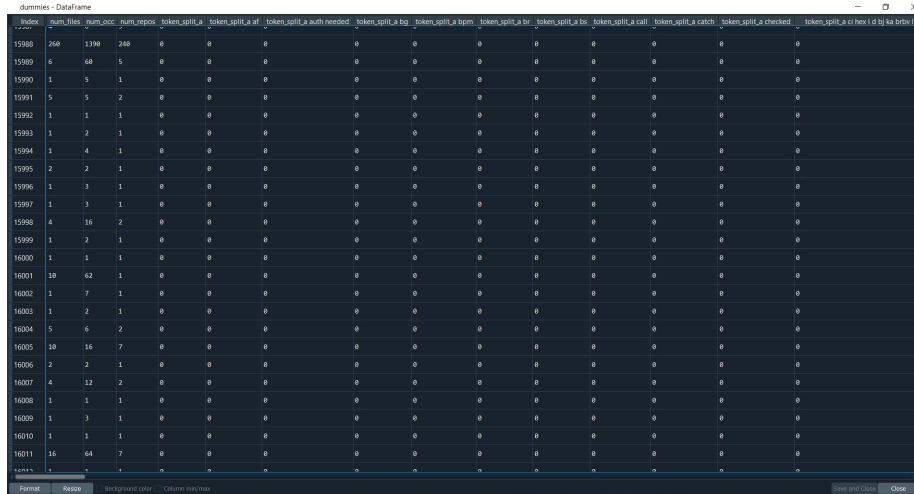 dummies - DataFrame
Index num_files num_occ num_repos token_split_a token_split_a af token_split_a auth needed token_split_a bg token_split_a bpm token_split_a br token_split_a bs token_split_a call token_split_a catch token_split_a checked token_split_a ci hex l d bj ka brbv l
15988 260 1390 240 0 0 0 0 0 0 0 0 0 0 0
15989 6 60 5 0 0 0 0 0 0 0 0 0 0 0
15990 1 5 1 0 0 0 0 0 0 0 0 0 0 0
15991 5 5 2 0 0 0 0 0 0 0 0 0 0 0
15992 1 1 1 0 0 0 0 0 0 0 0 0 0 0
15993 1 2 1 0 0 0 0 0 0 0 0 0 0 0
15994 1 4 1 0 0 0 0 0 0 0 0 0 0 0
15995 2 2 1 0 0 0 0 0 0 0 0 0 0 0
15996 1 3 1 0 0 0 0 0 0 0 0 0 0 0
15997 1 3 1 0 0 0 0 0 0 0 0 0 0 0
15998 4 16 2 0 0 0 0 0 0 0 0 0 0 0
15999 1 2 1 0 0 0 0 0 0 0 0 0 0 0
16000 1 1 1 0 0 0 0 0 0 0 0 0 0 0
16001 10 62 1 0 0 0 0 0 0 0 0 0 0 0
16002 1 7 1 0 0 0 0 0 0 0 0 0 0 0
16003 1 2 1 0 0 0 0 0 0 0 0 0 0 0
16004 5 6 2 0 0 0 0 0 0 0 0 0 0 0
16005 10 16 7 0 0 0 0 0 0 0 0 0 0 0
16006 2 2 1 0 0 0 0 0 0 0 0 0 0 0
16007 4 12 2 0 0 0 0 0 0 0 0 0 0 0
16008 1 1 1 0 0 0 0 0 0 0 0 0 0 0
16009 1 3 1 0 0 0 0 0 0 0 0 0 0 0
16010 1 1 1 0 0 0 0 0 0 0 0 0 0 0
16011 16 64 7 0 0 0 0 0 0 0 0 0 0 0
Format Resize Background color Column min/max Save and Close Close